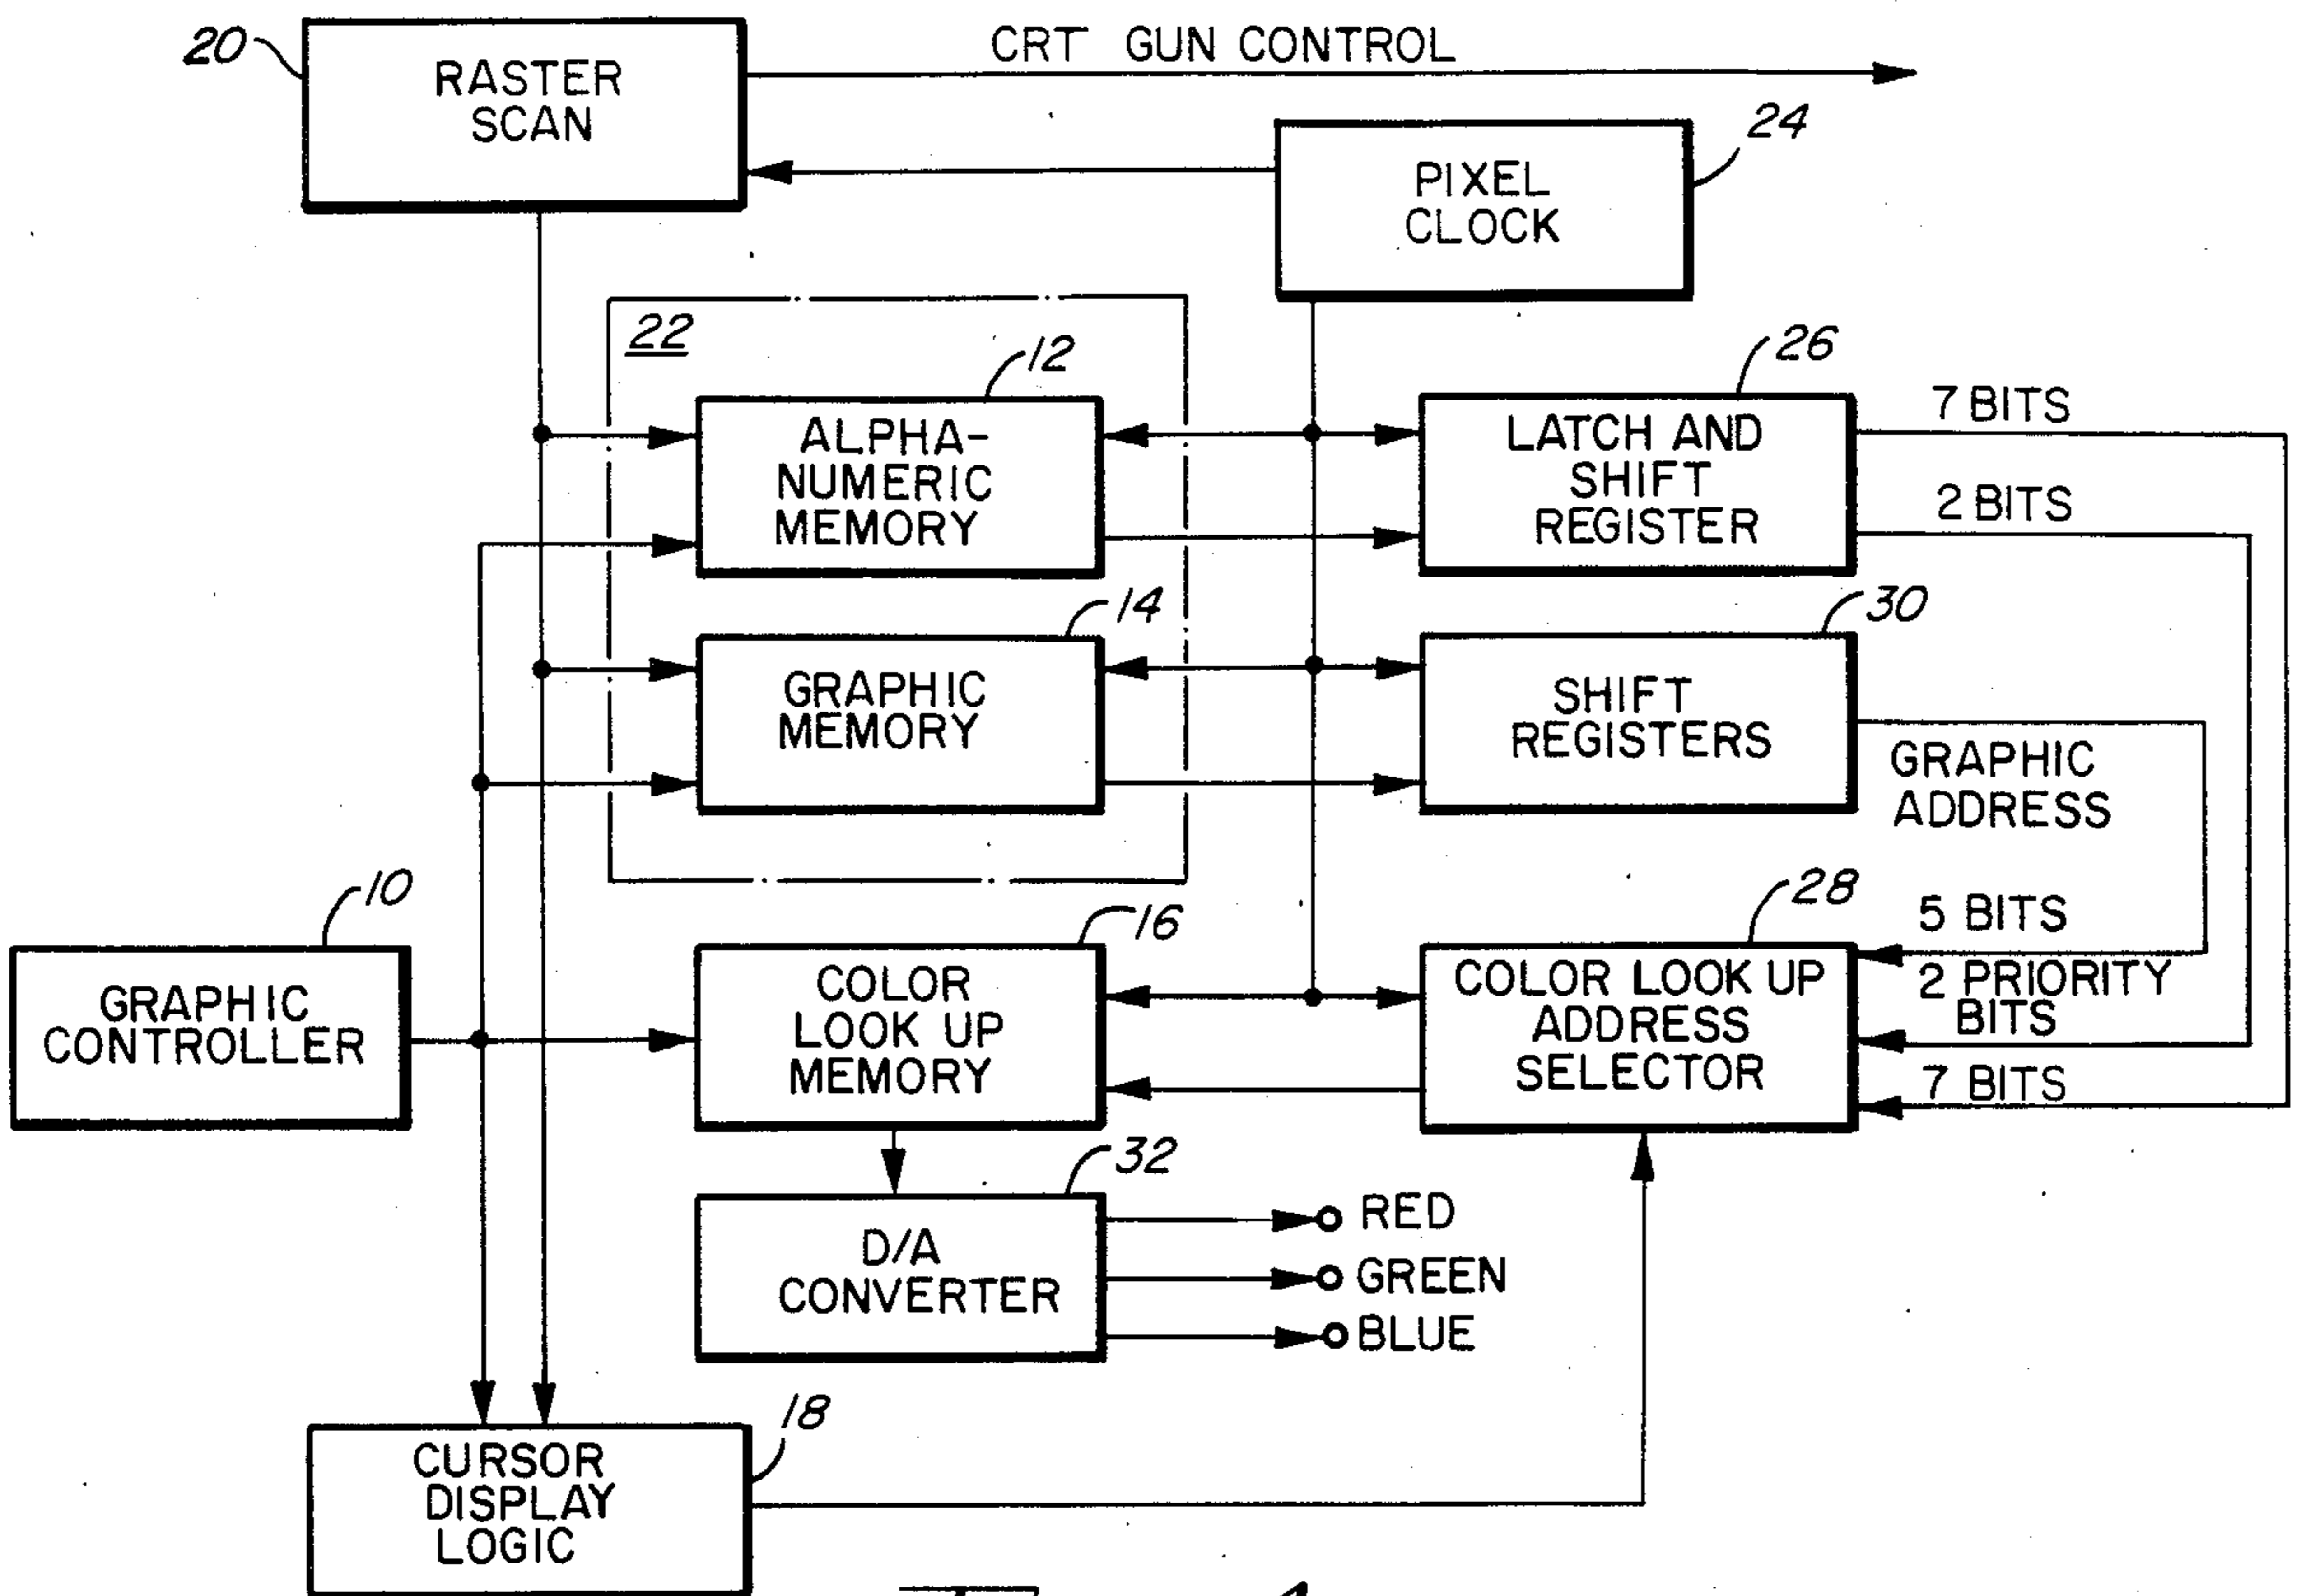 20
RASTER
SCAN
CRT GUN CONTROL
24
PIXEL
CLOCK
22
12
ALPHA-
NUMERIC
MEMORY
26
LATCH AND
SHIFT
REGISTER
7 BITS
2 BITS
14
GRAPHIC
MEMORY
30
SHIFT
REGISTERS
GRAPHIC
ADDRESS
10
GRAPHIC
CONTROLLER
16
COLOR
LOOK UP
MEMORY
28
COLOR LOOK UP
ADDRESS
SELECTOR
5 BITS
2 PRIORITY
BITS
7 BITS
32
D/A
CONVERTER
RED
GREEN
BLUE
18
CURSOR
DISPLAY
LOGIC